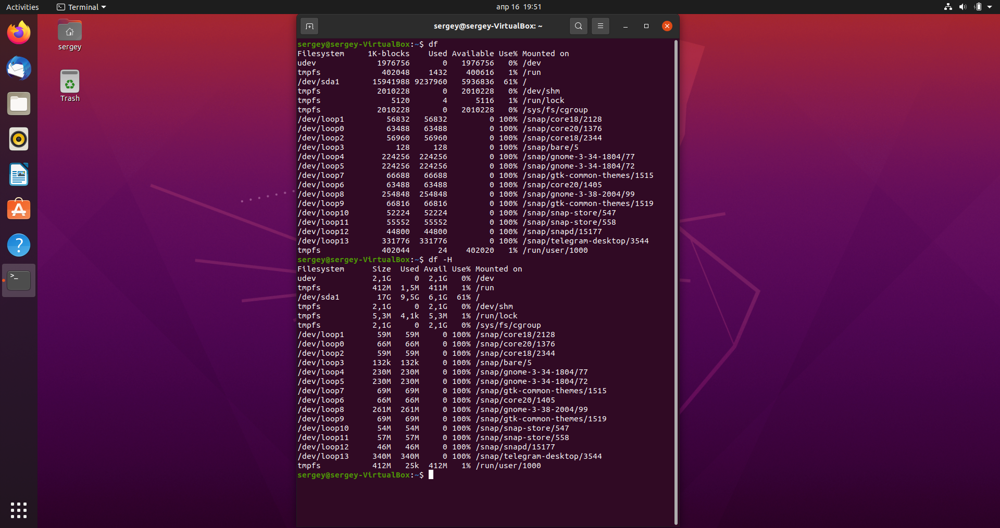 Activities
Terminal
апр 16 19:51
sergey
Trash
sergey@sergey-VirtualBox: ~
sergey@sergey-VirtualBox:~$ df
Filesystem     1K-blocks    Used Available Use% Mounted on
udev             1976756       0   1976756   0% /dev
tmpfs             402048    1432    400616   1% /run
/dev/sda1       15941988 9237960   5936836  61% /
tmpfs            2010228       0   2010228   0% /dev/shm
tmpfs               5120       4      5116   1% /run/lock
tmpfs            2010228       0   2010228   0% /sys/fs/cgroup
/dev/loop1         56832   56832         0 100% /snap/core18/2128
/dev/loop0         63488   63488         0 100% /snap/core20/1376
/dev/loop2         56960   56960         0 100% /snap/core18/2344
/dev/loop3           128     128         0 100% /snap/bare/5
/dev/loop4        224256  224256         0 100% /snap/gnome-3-34-1804/77
/dev/loop5        224256  224256         0 100% /snap/gnome-3-34-1804/72
/dev/loop7         66688   66688         0 100% /snap/gtk-common-themes/1515
/dev/loop6         63488   63488         0 100% /snap/core20/1405
/dev/loop8        254848  254848         0 100% /snap/gnome-3-38-2004/99
/dev/loop9         66816   66816         0 100% /snap/gtk-common-themes/1519
/dev/loop10        52224   52224         0 100% /snap/snap-store/547
/dev/loop11        55552   55552         0 100% /snap/snap-store/558
/dev/loop12        44800   44800         0 100% /snap/snapd/15177
/dev/loop13       331776  331776         0 100% /snap/telegram-desktop/3544
tmpfs             402044      24    402020   1% /run/user/1000
sergey@sergey-VirtualBox:~$ df -H
Filesystem      Size  Used Avail Use% Mounted on
udev            2,1G     0  2,1G   0% /dev
tmpfs           412M  1,5M  411M   1% /run
/dev/sda1        17G  9,5G  6,1G  61% /
tmpfs           2,1G     0  2,1G   0% /dev/shm
tmpfs           5,3M  4,1k  5,3M   1% /run/lock
tmpfs           2,1G     0  2,1G   0% /sys/fs/cgroup
/dev/loop1       59M   59M     0 100% /snap/core18/2128
/dev/loop0       66M   66M     0 100% /snap/core20/1376
/dev/loop2       59M   59M     0 100% /snap/core18/2344
/dev/loop3      132k  132k     0 100% /snap/bare/5
/dev/loop4      230M  230M     0 100% /snap/gnome-3-34-1804/77
/dev/loop5      230M  230M     0 100% /snap/gnome-3-34-1804/72
/dev/loop7       69M   69M     0 100% /snap/gtk-common-themes/1515
/dev/loop6       66M   66M     0 100% /snap/core20/1405
/dev/loop8      261M  261M     0 100% /snap/gnome-3-38-2004/99
/dev/loop9       69M   69M     0 100% /snap/gtk-common-themes/1519
/dev/loop10      54M   54M     0 100% /snap/snap-store/547
/dev/loop11      57M   57M     0 100% /snap/snap-store/558
/dev/loop12      46M   46M     0 100% /snap/snapd/15177
/dev/loop13     340M  340M     0 100% /snap/telegram-desktop/3544
tmpfs           412M   25k  412M   1% /run/user/1000
sergey@sergey-VirtualBox:~$